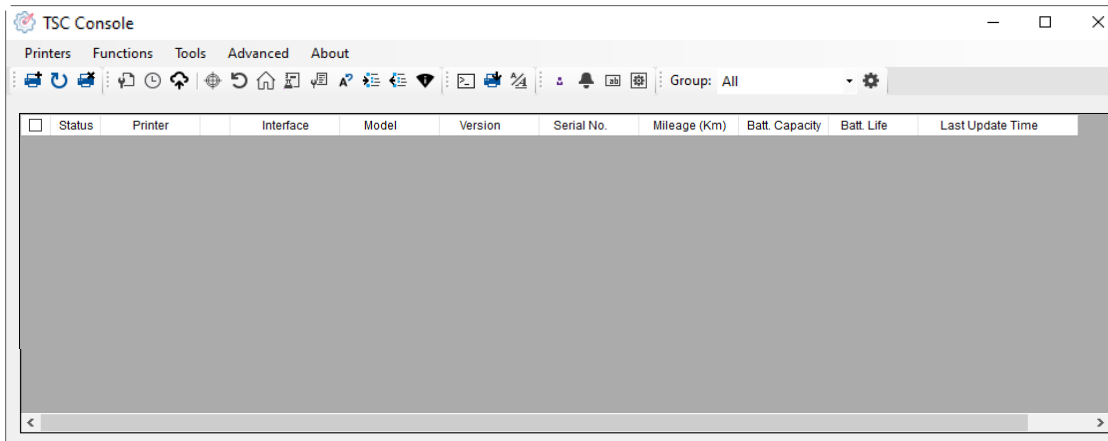 TSC Console
Printers Functions Tools Advanced About
Group: All
Status Printer Interface Model Version Serial No. Mileage (Km) Batt. Capacity Batt. Life Last Update Time